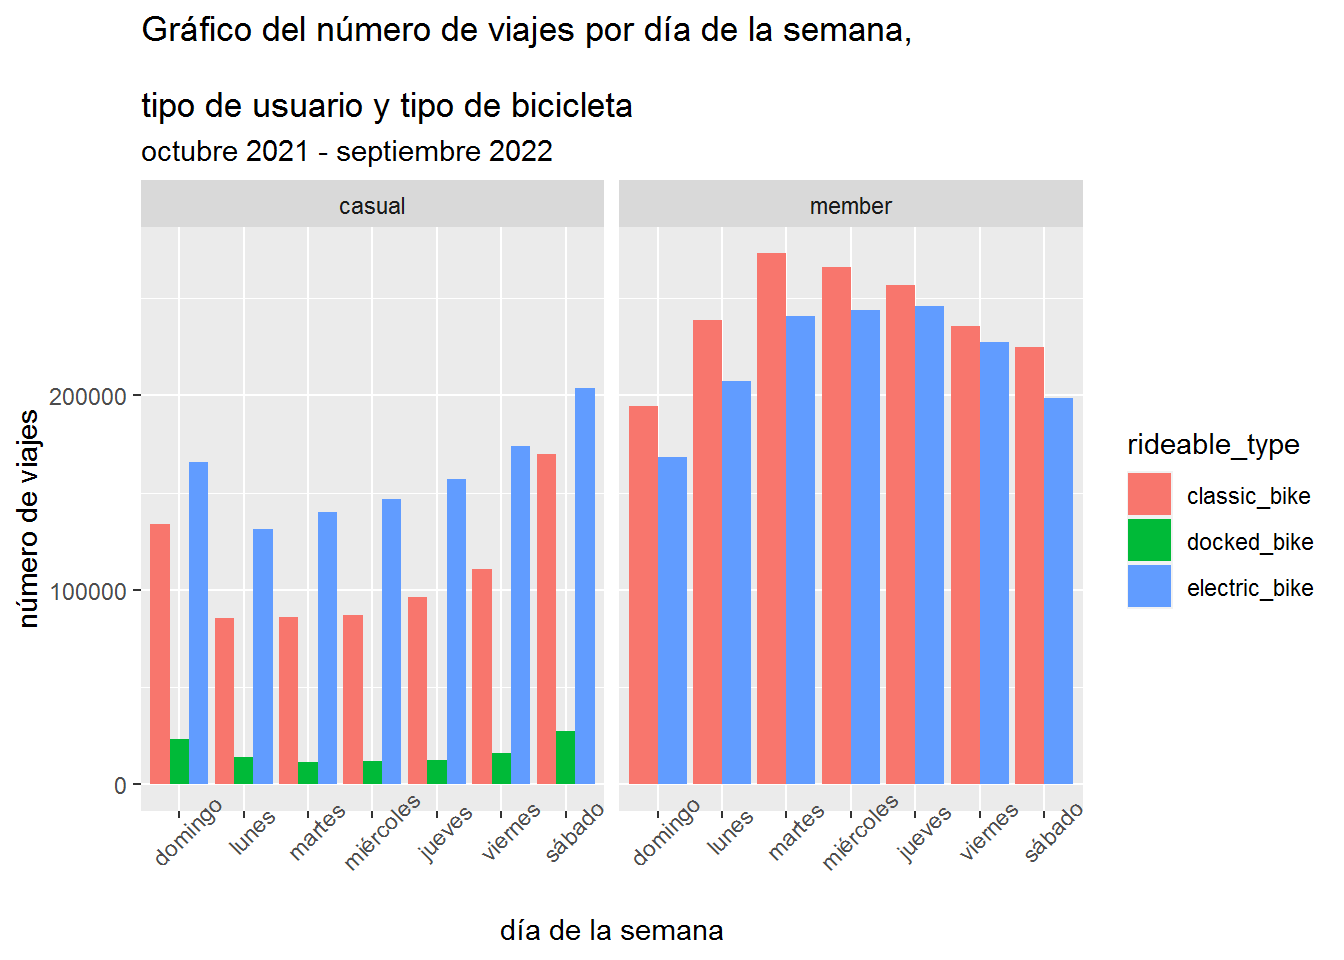 Gráfico del número de viajes por día de la semana,
tipo de usuario y tipo de bicicleta
octubre 2021 - septiembre 2022
casual
member
número de viajes
200000
100000
0
domingo
lunes
martes
miércoles
jueves
viernes
sábado
domingo
lunes
martes
miércoles
jueves
viernes
sábado
día de la semana
rideable_type
classic_bike
docked_bike
electric_bike